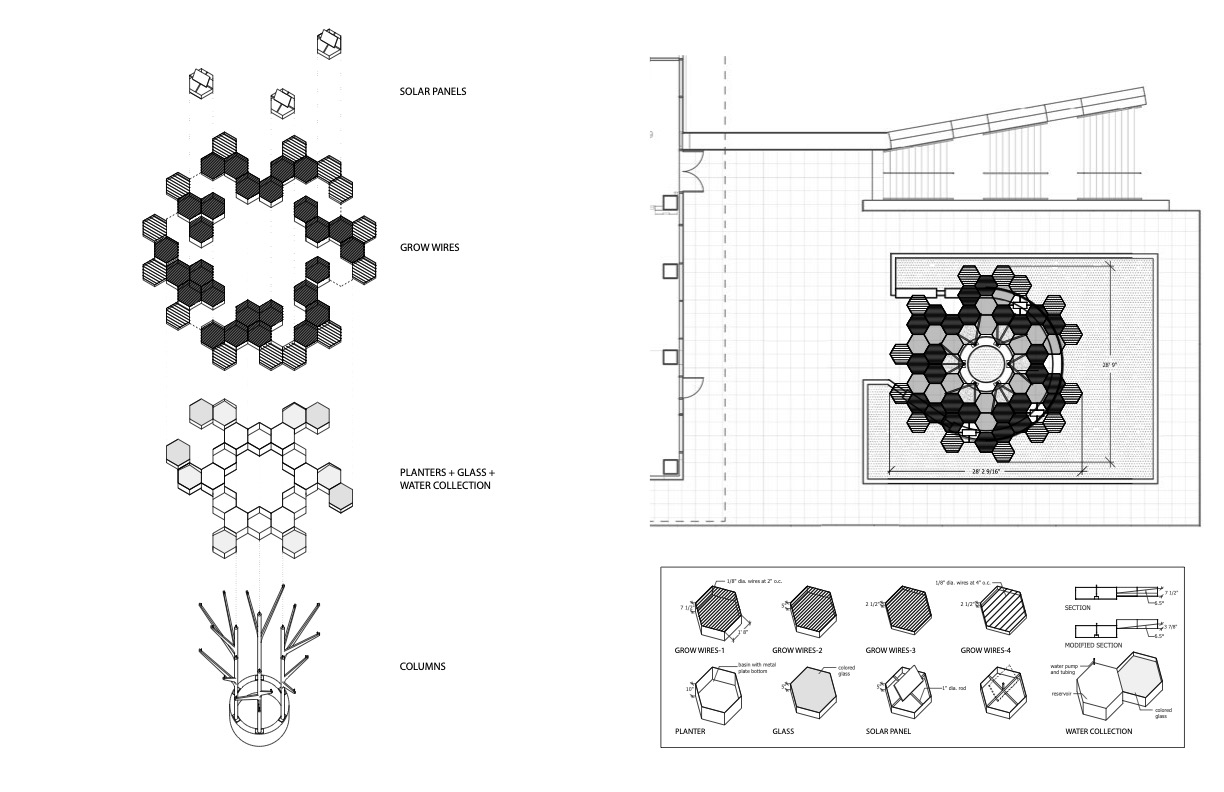 SOLAR PANELS
GROW WIRES
PLANTERS + GLASS +
WATER COLLECTION
COLUMNS
28' 9"
28' 2 9/16"
1/8" dia. wires at 2" o.c.
7 1/2"
1' 8"
GROW WIRES-1
5"
GROW WIRES-2
2 1/2"
GROW WIRES-3
1/8" dia. wires at 4" o.c.
2 1/2"
GROW WIRES-4
7 1/2"
6.5°
SECTION
3 7/8"
6.5°
MODIFIED SECTION
basin with metal
plate bottom
10"
PLANTER
colored
glass
5"
GLASS
5"
1" dia. rod
SOLAR PANEL
water pump
and tubing
reservoir
colored
glass
WATER COLLECTION